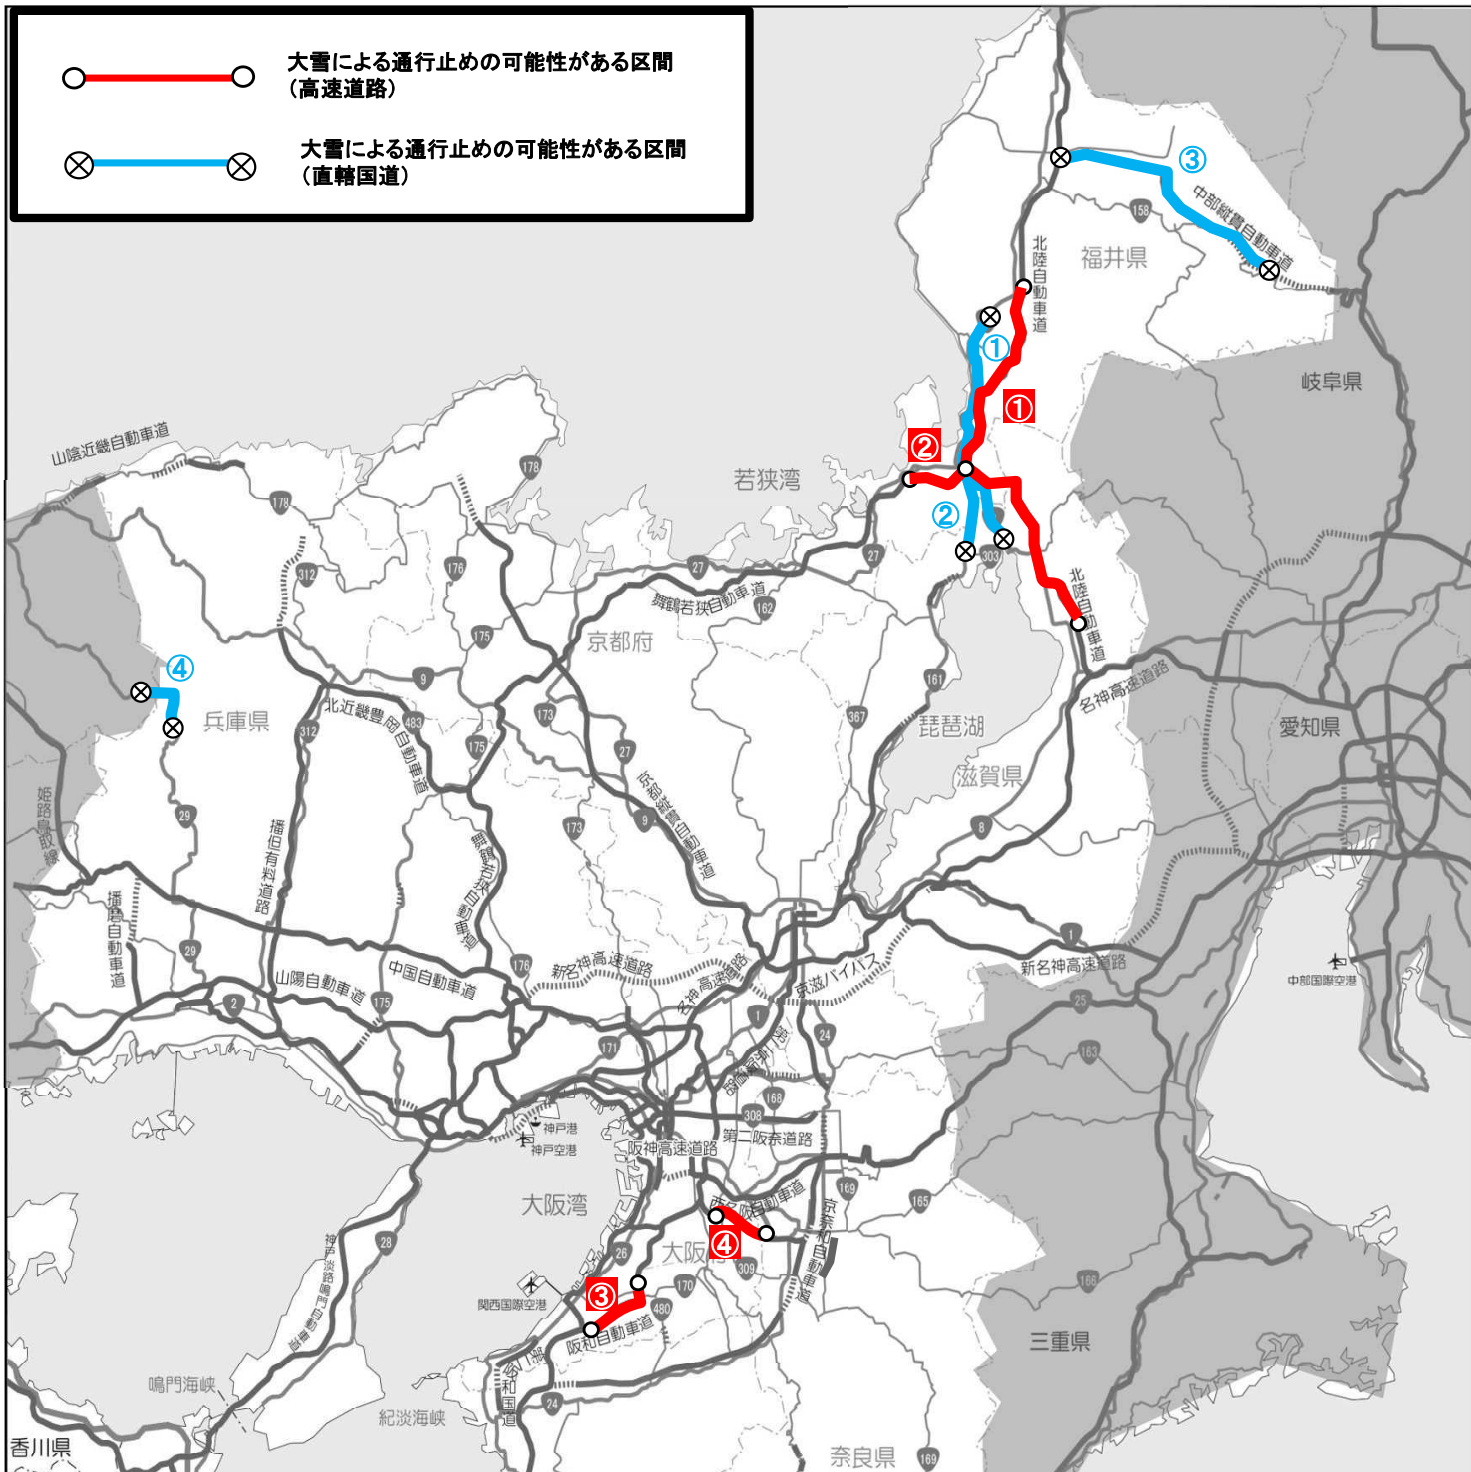 大雪による通行止めの可能性がある区間
（高速道路）
大雪による通行止めの可能性がある区間
（直轄国道）
③
中部縦貫自動車道
158
北陸自動車道
福井県
①
①
岐阜県
②
山陰近畿自動車道
178
178
若狭湾
②
303
27
27
312
176
舞鶴若狭自動車道
162
北陸自動車道
175
京都府
④
9
161
名神高速道路
兵庫県
北近畿豊岡自動車道
483
312
173
175
27
367
琵琶湖
愛知県
滋賀県
姫路鳥取線
29
播但有料道路
173
9
京都縦貫自動車道
8
舞鶴若狭自動車道
播磨自動車道
29
1
176
新名神高速道路
名神高速道路
京滋バイパス
新名神高速道路
中国自動車道
山陽自動車道
175
2
中部国際空港
25
1
24
171
163
168
308
第二阪奈道路
神戸港
神戸空港
阪神高速道路
大阪湾
自動車道
169
165
京奈和自動車道
④
大阪
309
26
28
神戸淡路鳴門自動車道
166
③
170
480
関西国際空港
阪和自動車道
三重県
24
鳴門海峡
紀淡海峡
香川県
奈良県
169